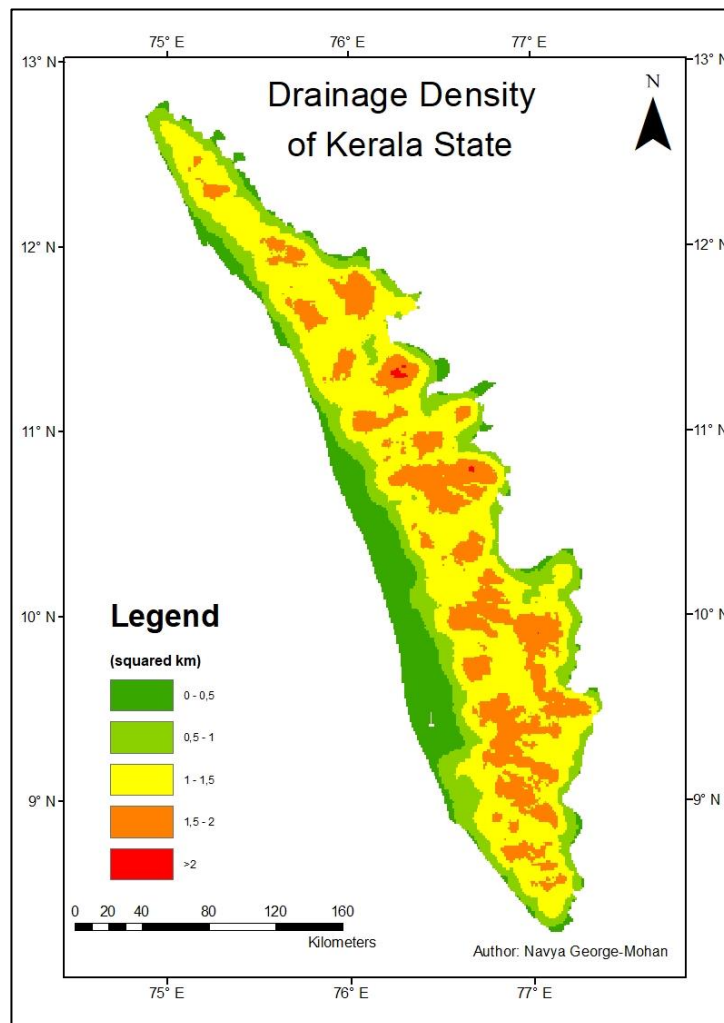 75° E 76° E 77° E
13° N 13° N
Drainage Density
of Kerala State
N
12° N 12° N
11° N 11° N
10° N 10° N
Legend
(squared km)
0 - 0,5
0,5 - 1
1 - 1,5
9° N 9° N
1,5 - 2
>2
0 20 40 80 120 160
Kilometers
Author: Navya George-Mohan
75° E 76° E 77° E